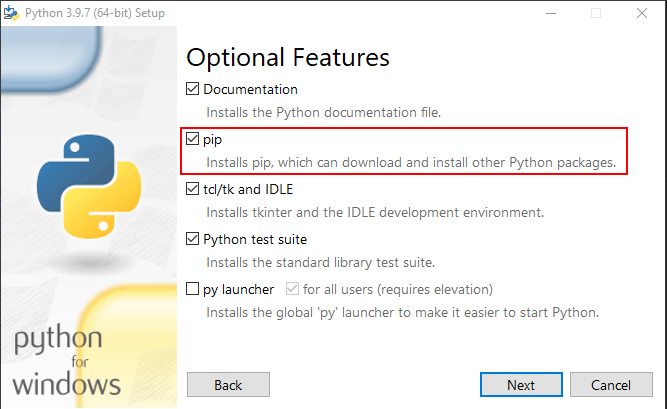 Python 3.9.7 (64-bit) Setup
Optional Features
Documentation
Installs the Python documentation file.
pip
Installs pip, which can download and install other Python packages.
tcl/tk and IDLE
Installs tkinter and the IDLE development environment.
Python test suite
Installs the standard library test suite.
py launcher for all users (requires elevation)
Installs the global 'py' launcher to make it easier to start Python.
python
for
windows
Back Next Cancel